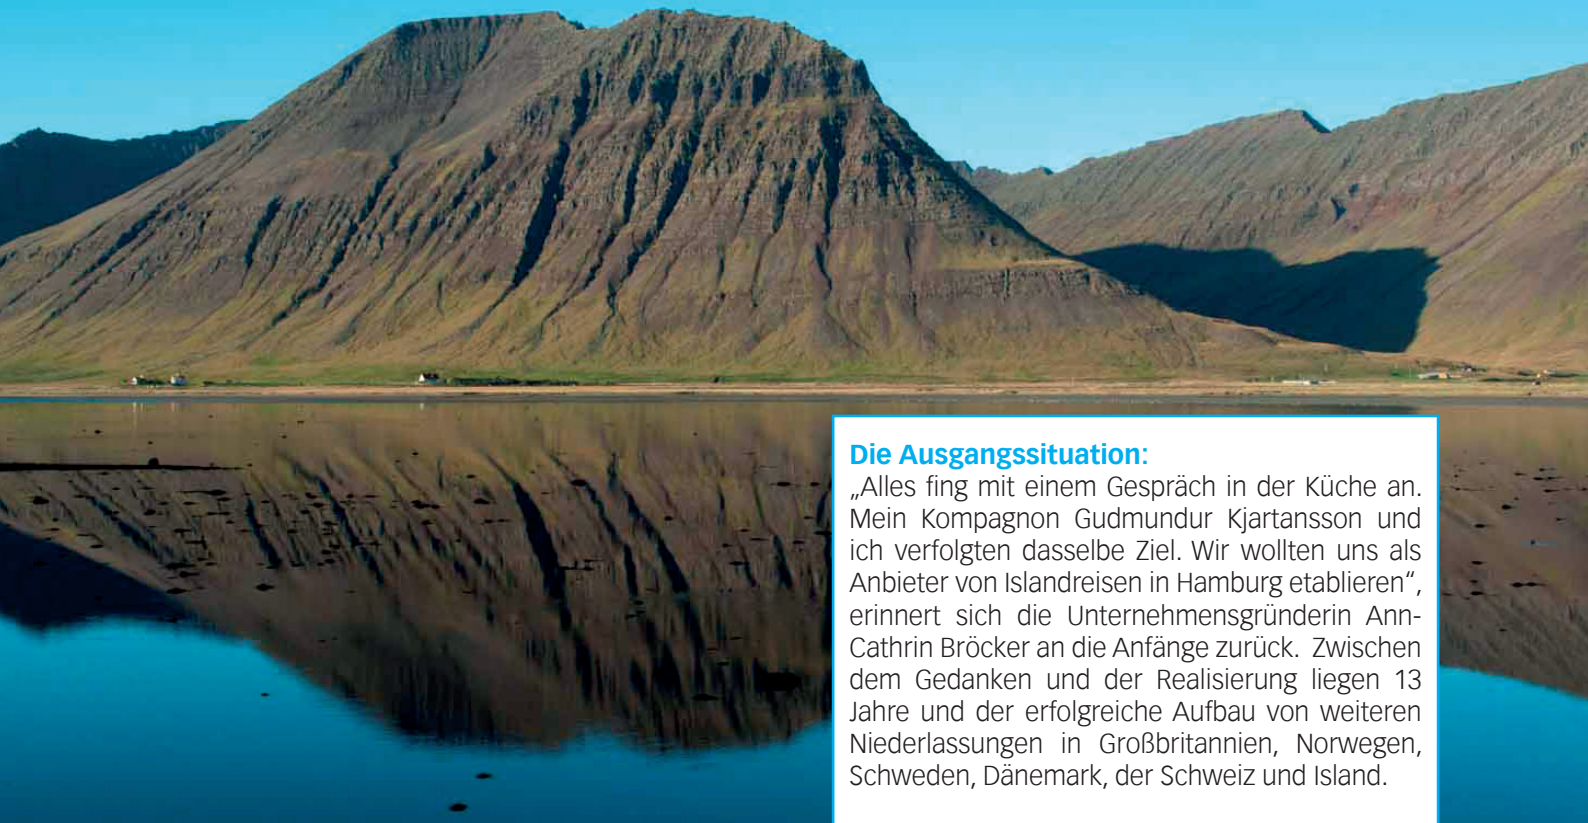 Die Ausgangssituation:
„Alles fing mit einem Gespräch in der Küche an.
Mein Kompagnon Gudmundur Kjartansson und
ich verfolgten dasselbe Ziel. Wir wollten uns als
Anbieter von Islandreisen in Hamburg etablieren“,
erinnert sich die Unternehmensgründerin Ann-
Cathrin Bröcker an die Anfänge zurück. Zwischen
dem Gedanken und der Realisierung liegen 13
Jahre und der erfolgreiche Aufbau von weiteren
Niederlassungen in Großbritannien, Norwegen,
Schweden, Dänemark, der Schweiz und Island.